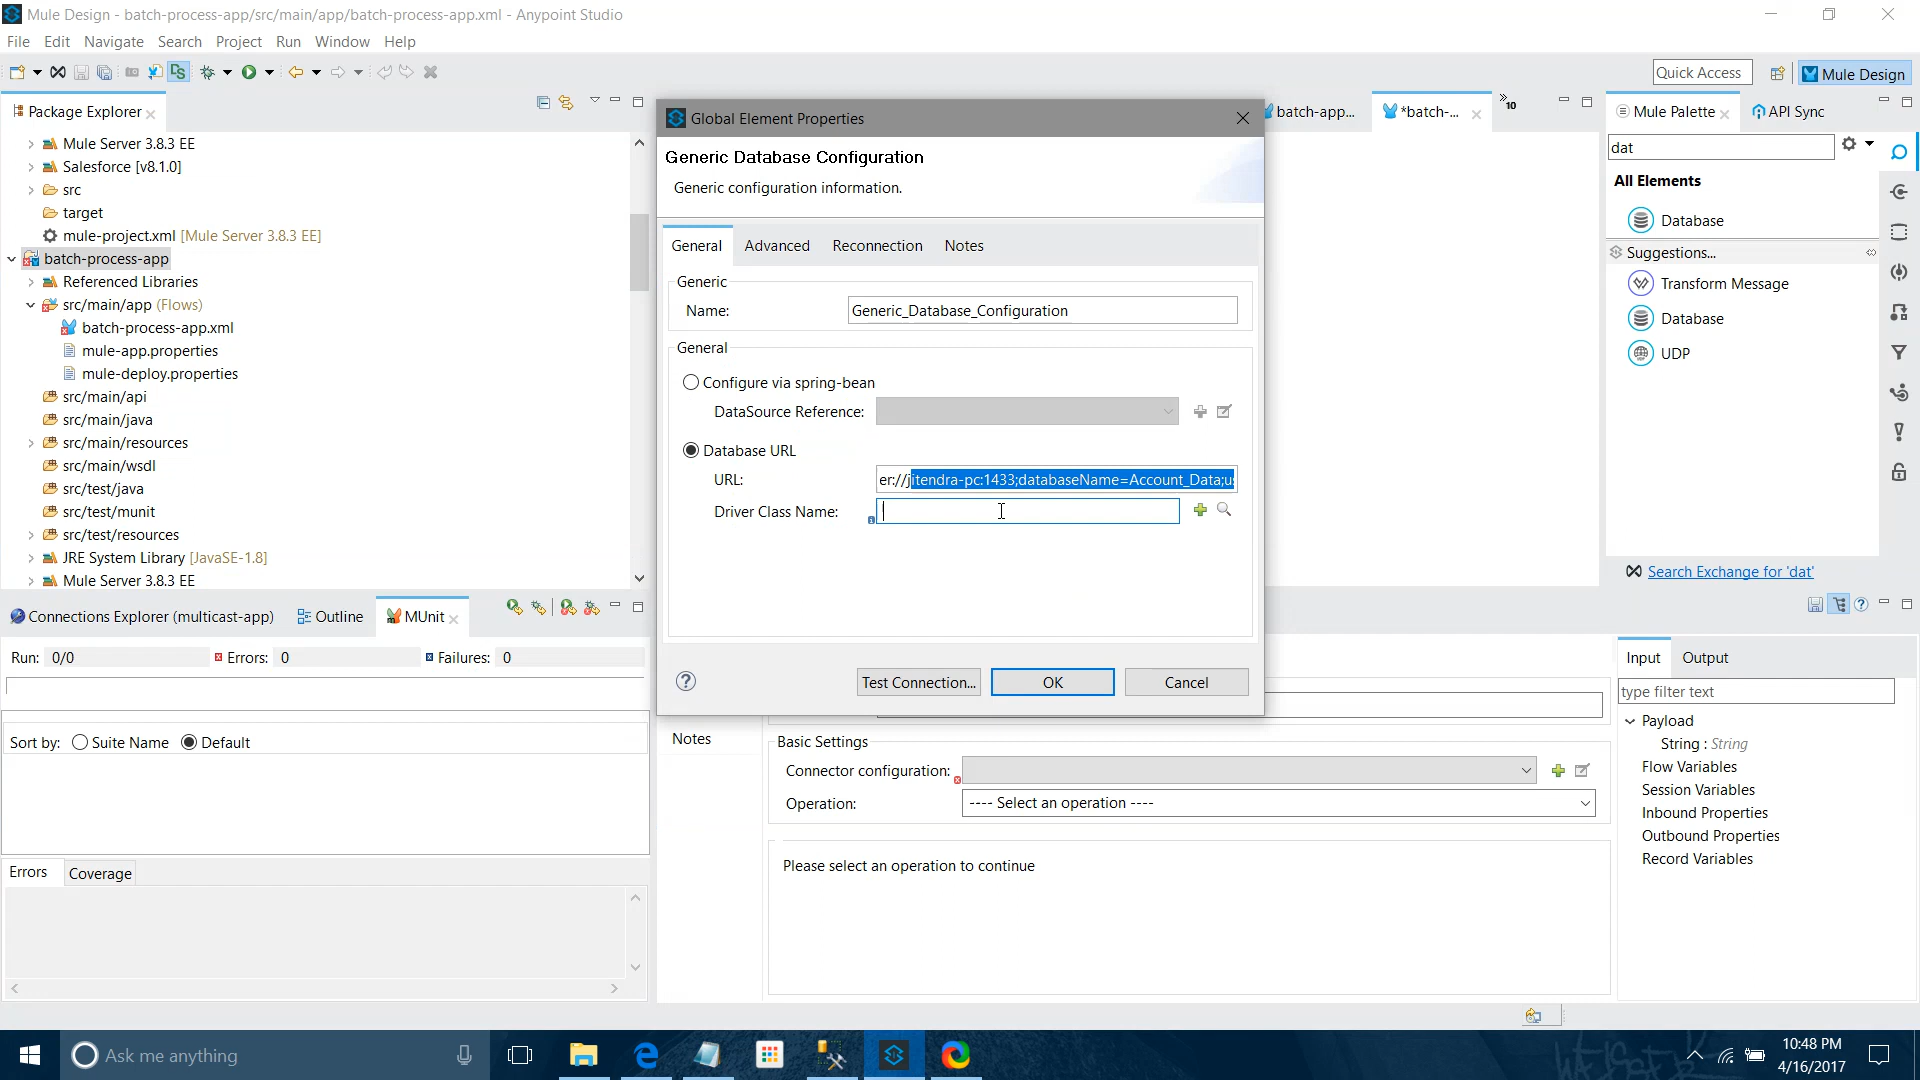 Mule Design - batch-process-app/src/main/app/batch-process-app.xml - Anypoint Studio
File Edit Navigate Search Project Run Window Help
Quick Access
Mule Design
Package Explorer
Mule Server 3.8.3 EE
Salesforce [v8.1.0]
src
target
mule-project.xml [Mule Server 3.8.3 EE]
batch-process-app
Referenced Libraries
src/main/app (Flows)
batch-process-app.xml
mule-app.properties
mule-deploy.properties
src/main/api
src/main/java
src/main/resources
src/main/wsdl
src/test/java
src/test/munit
src/test/resources
JRE System Library [JavaSE-1.8]
Mule Server 3.8.3 EE
batch-app...
*batch-...
10
Global Element Properties
Generic Database Configuration
Generic configuration information.
General Advanced Reconnection Notes
Generic
Name: Generic_Database_Configuration
General
Configure via spring-bean
DataSource Reference:
Database URL
URL: er://jitendra-pc:1433;databaseName=Account_Data;u
Driver Class Name:
Test Connection... OK Cancel
Mule Palette API Sync
dat
All Elements
Database
Suggestions...
Transform Message
Database
UDP
Search Exchange for 'dat'
Connections Explorer (multicast-app) Outline MUnit
Run: 0/0 Errors: 0 Failures: 0
Sort by: Suite Name Default
Errors Coverage
Notes
Basic Settings
Connector configuration:
Operation: ---- Select an operation ----
Please select an operation to continue
Input Output
type filter text
Payload
String : String
Flow Variables
Session Variables
Inbound Properties
Outbound Properties
Record Variables
Ask me anything
10:48 PM
4/16/2017